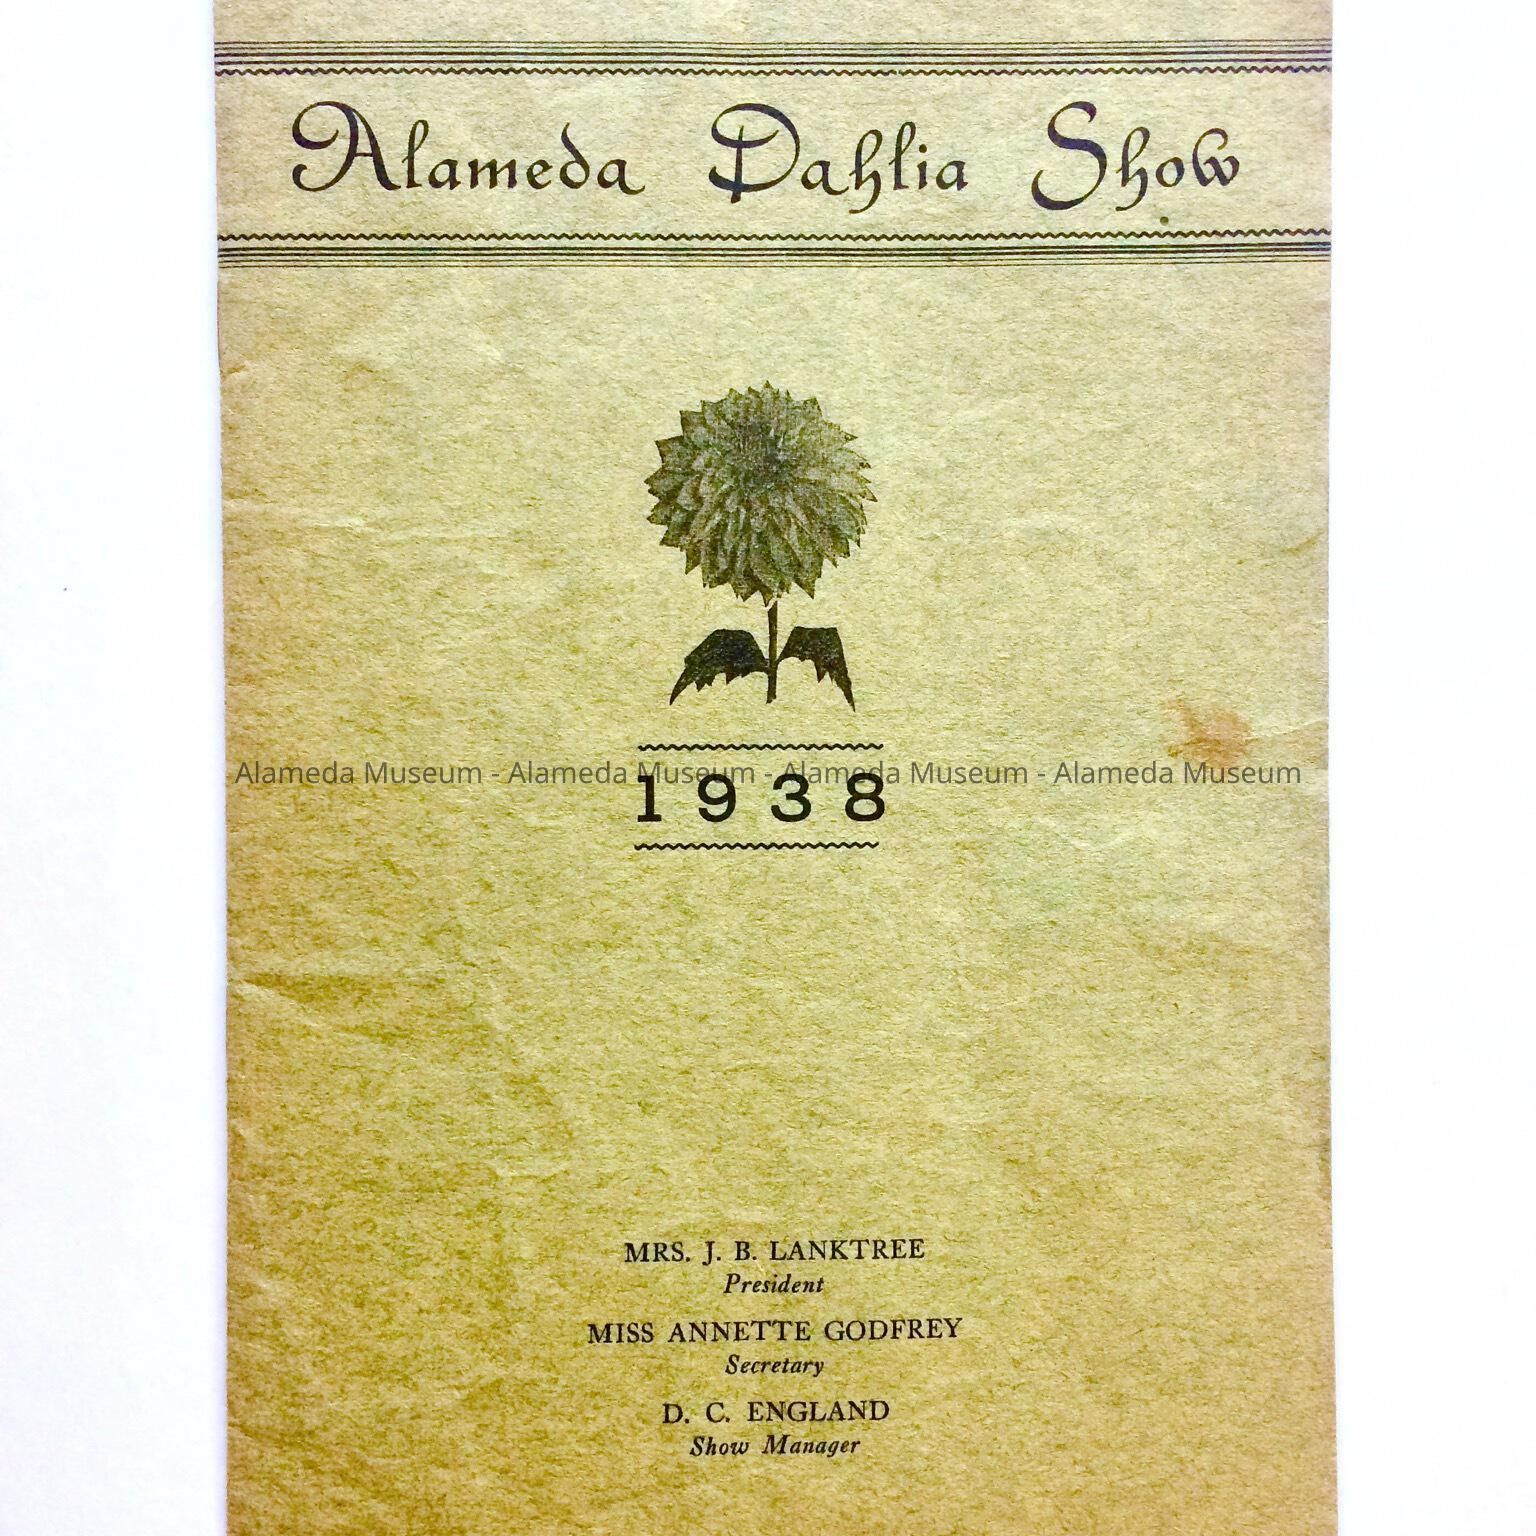 Alameda Dahlia Show
Alameda Museum - Alameda Museum - Alameda Museum - Alameda Museum
1938
MRS. J. B. LANKTREE
President
MISS ANNETTE GODFREY
Secretary
D. C. ENGLAND
Show Manager